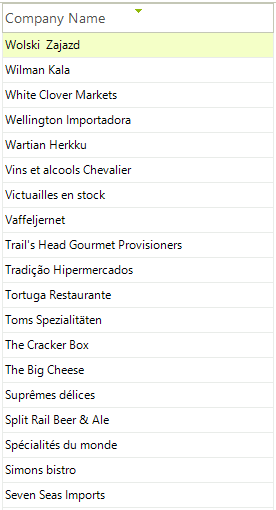 Company Name
Wolski  Zajazd
Wilman Kala
White Clover Markets
Wellington Importadora
Wartian Herkku
Vins et alcools Chevalier
Victuailles en stock
Vaffeljernet
Trail's Head Gourmet Provisioners
Tradição Hipermercados
Tortuga Restaurante
Toms Spezialitäten
The Cracker Box
The Big Cheese
Suprêmes délices
Split Rail Beer & Ale
Spécialités du monde
Simons bistro
Seven Seas Imports